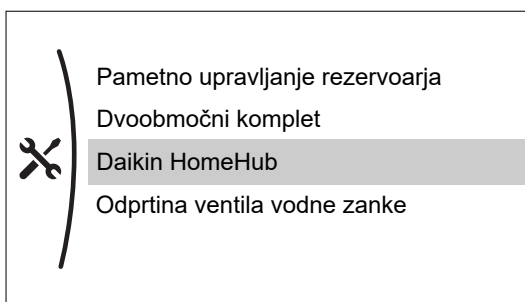 Pametno upravljanje rezervoarja
Dvoobmočni komplet
Daikin HomeHub
Odprtina ventila vodne zanke